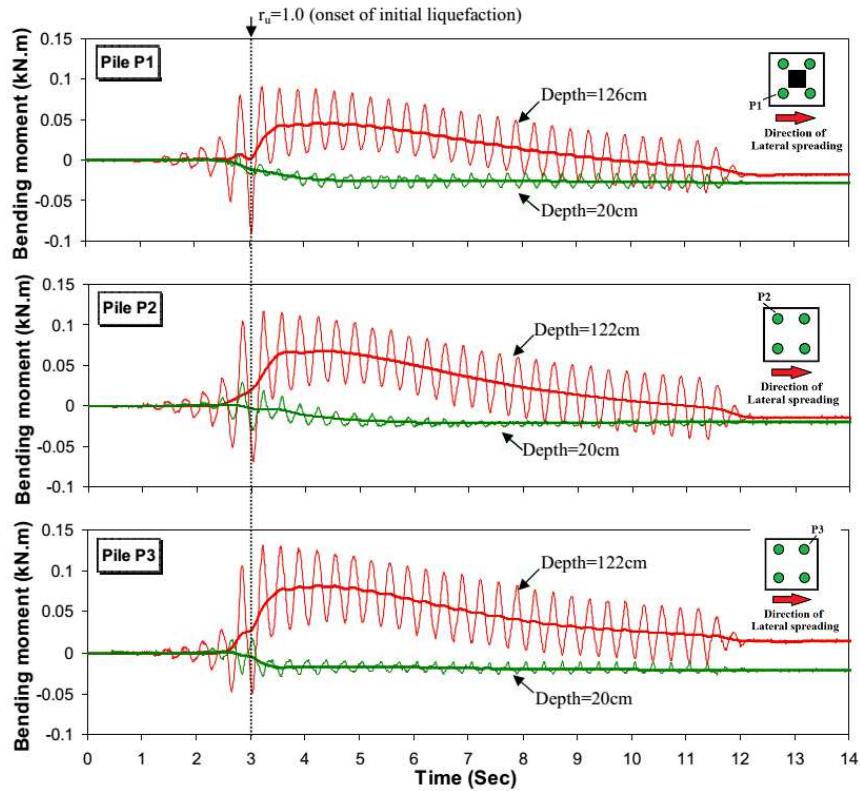 r_u=1.0 (onset of initial liquefaction)
Bending moment (kN.m)
0.15
0.1
0.05
0
-0.05
-0.1
Pile P1
Depth=126cm
Depth=20cm
P1
Direction of
Lateral spreading
Bending moment (kN.m)
0.15
0.1
0.05
0
-0.05
-0.1
Pile P2
Depth=122cm
Depth=20cm
P2
Direction of
Lateral spreading
Bending moment (kN.m)
0.15
0.1
0.05
0
-0.05
-0.1
Pile P3
Depth=122cm
Depth=20cm
P3
Direction of
Lateral spreading
0 1 2 3 4 5 6 7 8 9 10 11 12 13 14
Time (Sec)